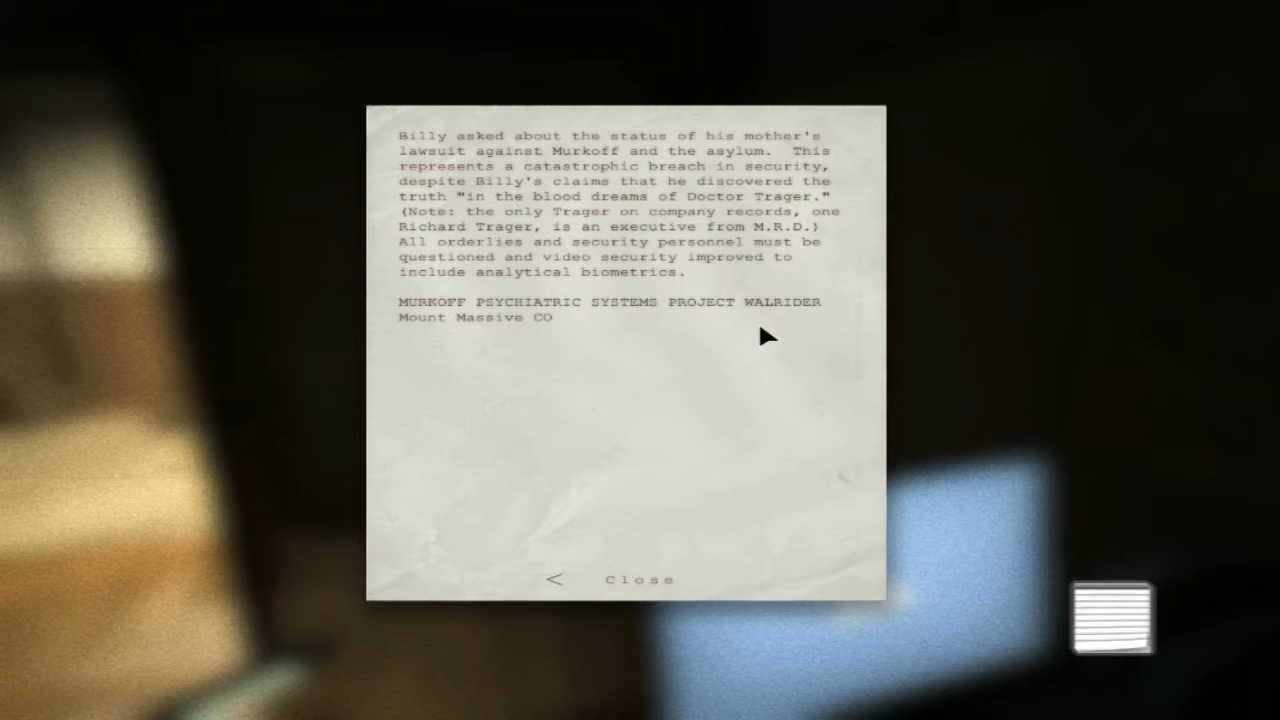 Billy asked about the status of his mother's
lawsuit against Murkoff and the asylum.  This
represents a catastrophic breach in security,
despite Billy's claims that he discovered the
truth "in the blood dreams of Doctor Trager."
(Note: the only Trager on company records, one
Richard Trager, is an executive from M.R.D.)
All orderlies and security personnel must be
questioned and video security improved to
include analytical biometrics.

MURKOFF PSYCHIATRIC SYSTEMS PROJECT WALRIDER
Mount Massive CO
< Close